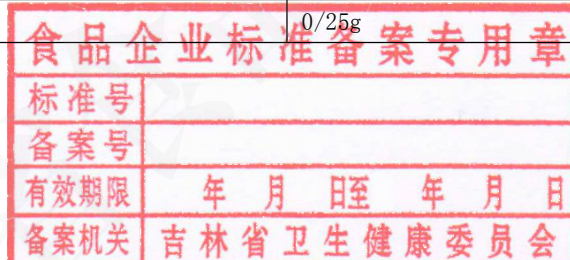 0/25g
食品企业标准备案专用章
标准号
备案号
有效期限 年 月 日至 年 月 日
备案机关 吉林省卫生健康委员会